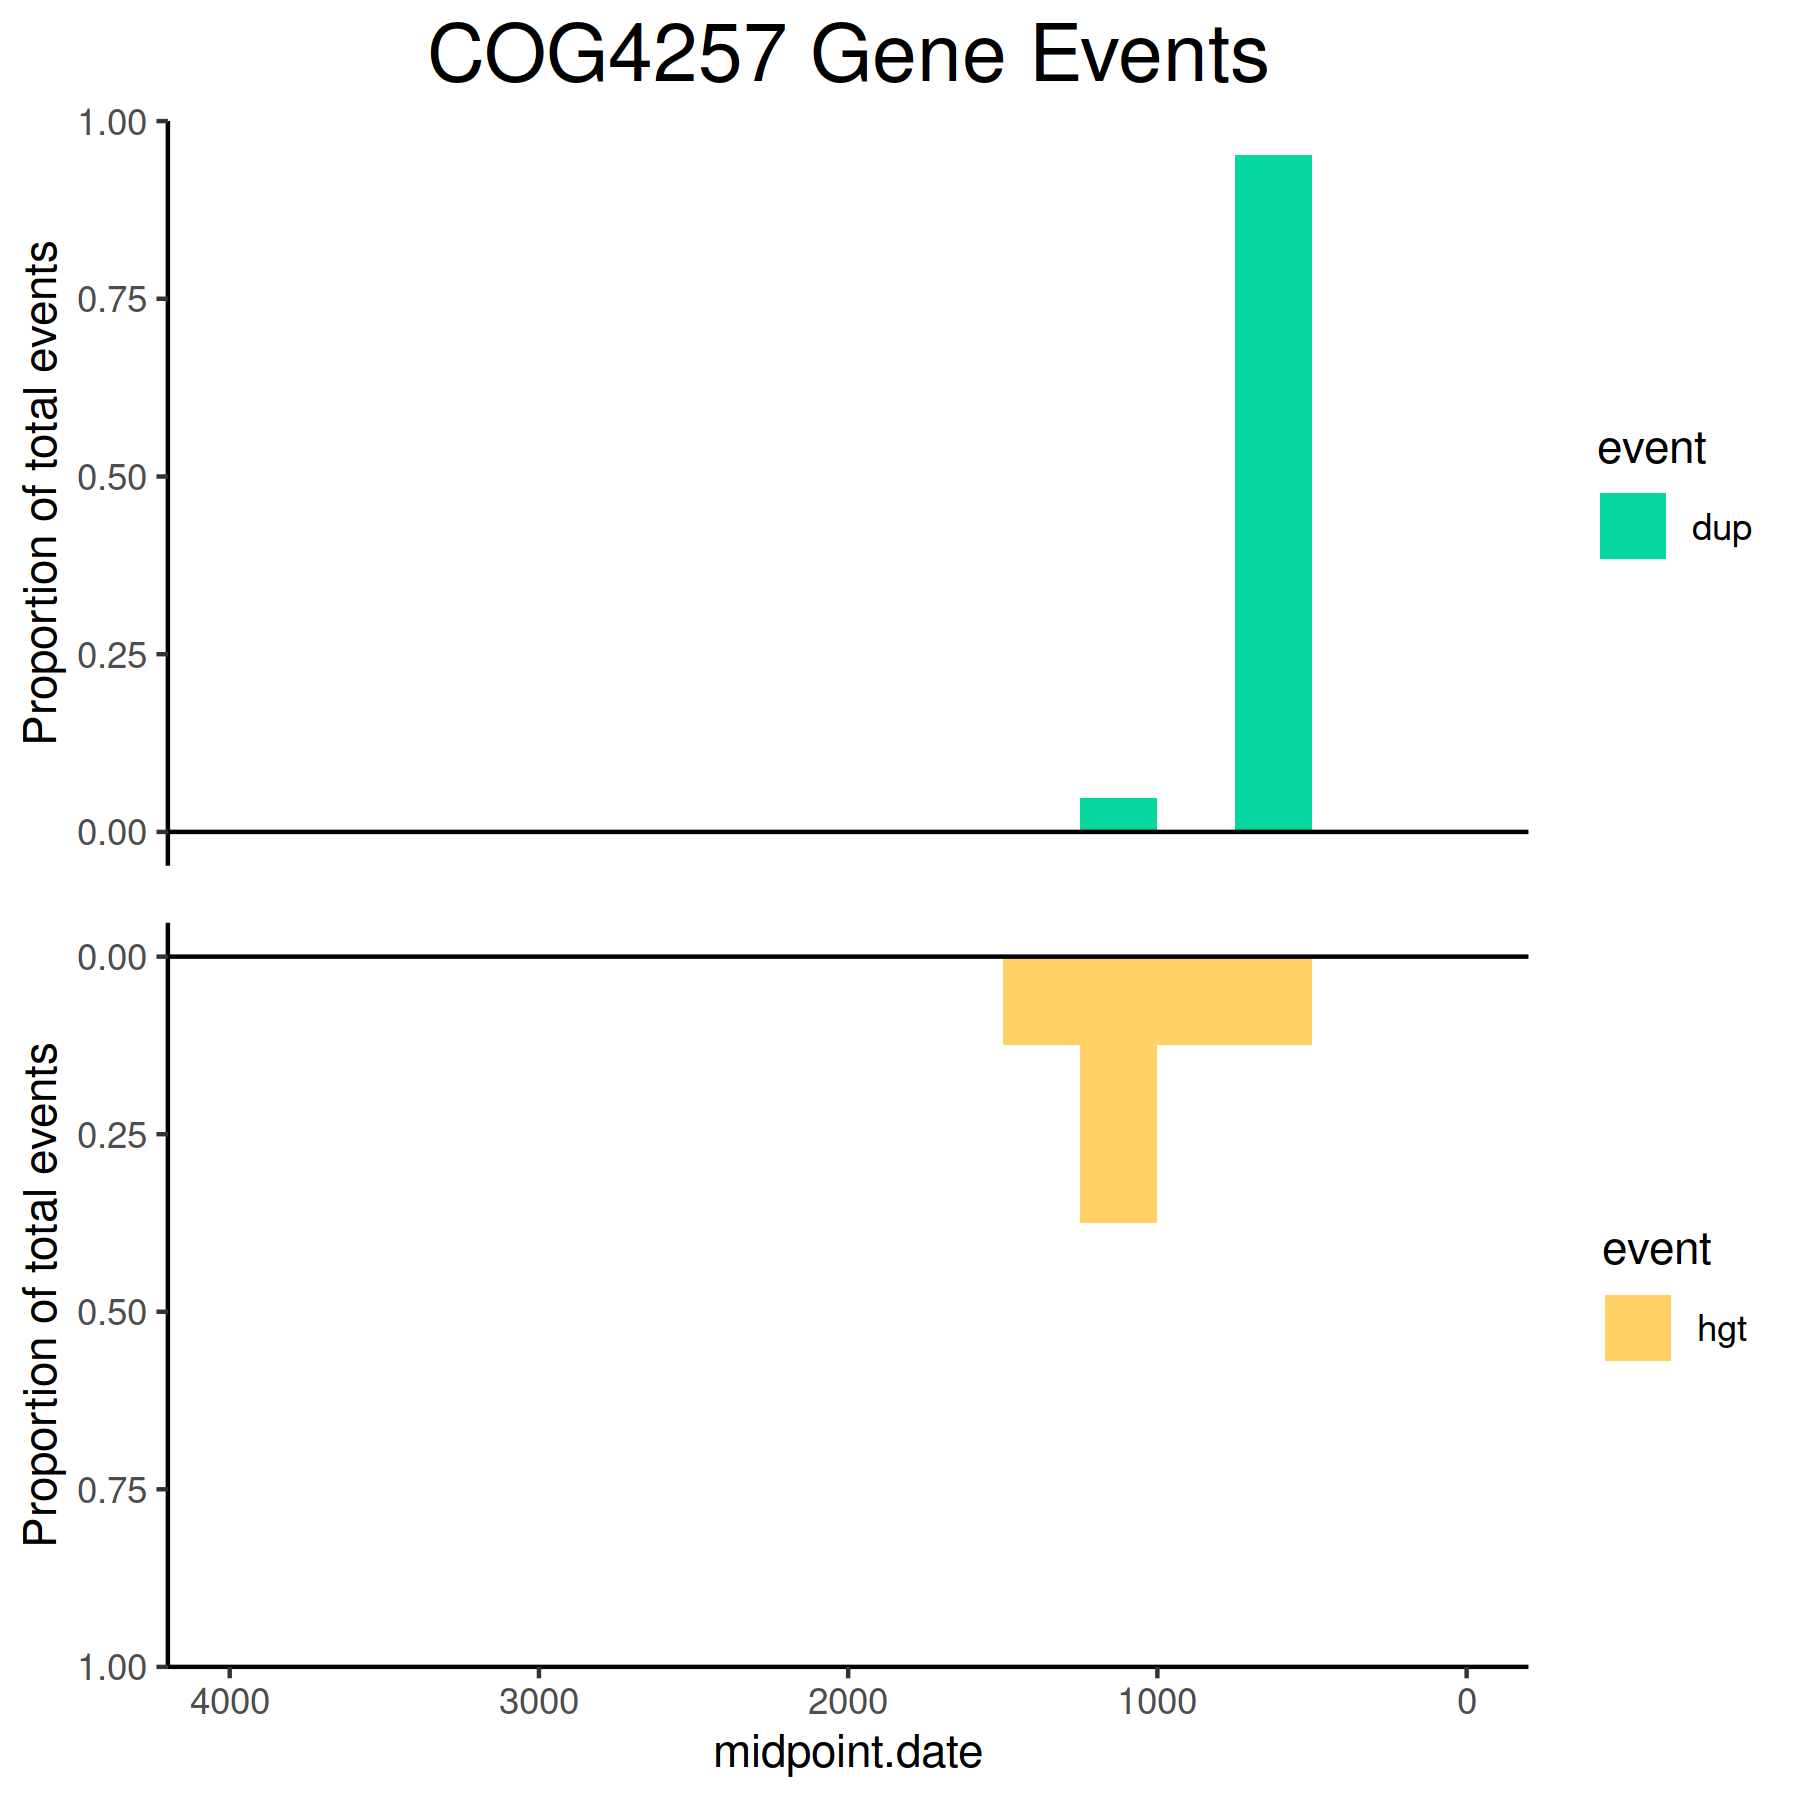 COG4257 Gene Events
1.00
0.75
0.50
0.25
0.00
Proportion of total events
event
dup
0.00
0.25
0.50
0.75
1.00
Proportion of total events
event
hgt
4000 3000 2000 1000 0
midpoint.date